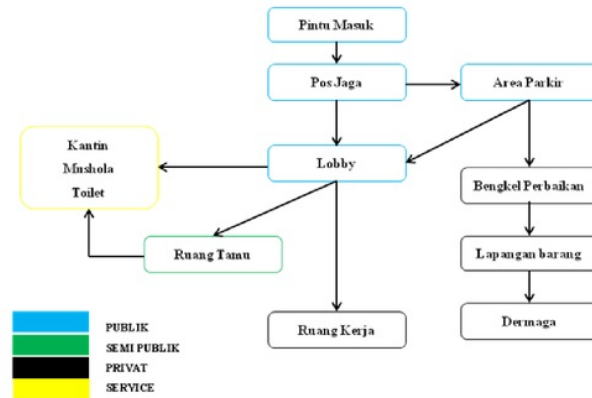 Pintu Masuk
Pos Jaga
Area Parkir
Kantin
Mushola
Toilet
Lobby
Bengkel Perbaikan
Ruang Tamu
Lapangan barang
Ruang Kerja
Dermaga
PUBLIK
SEMI PUBLIK
PRIVAT
SERVICE